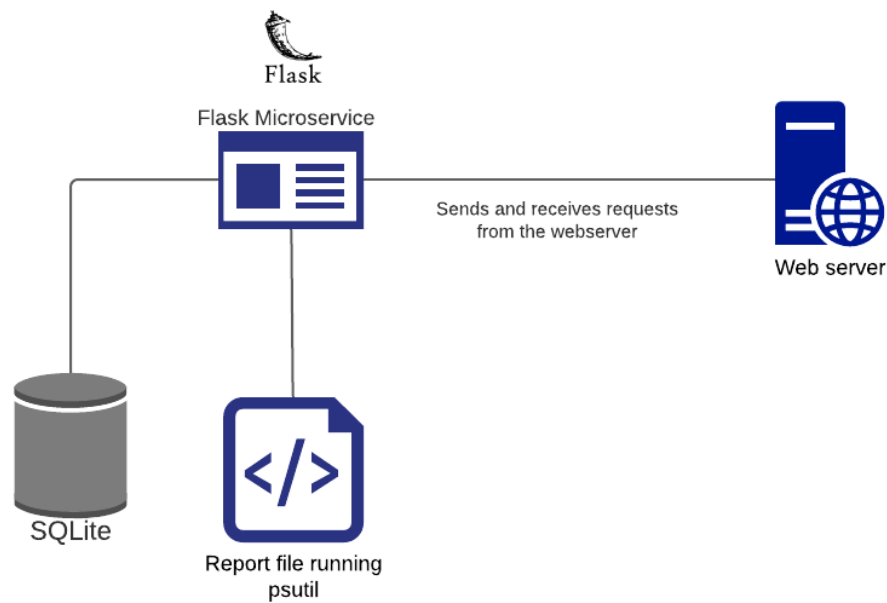 Flask
Flask Microservice
Sends and receives requests
from the webserver
Web server
</>
SQLite
Report file running
psutil